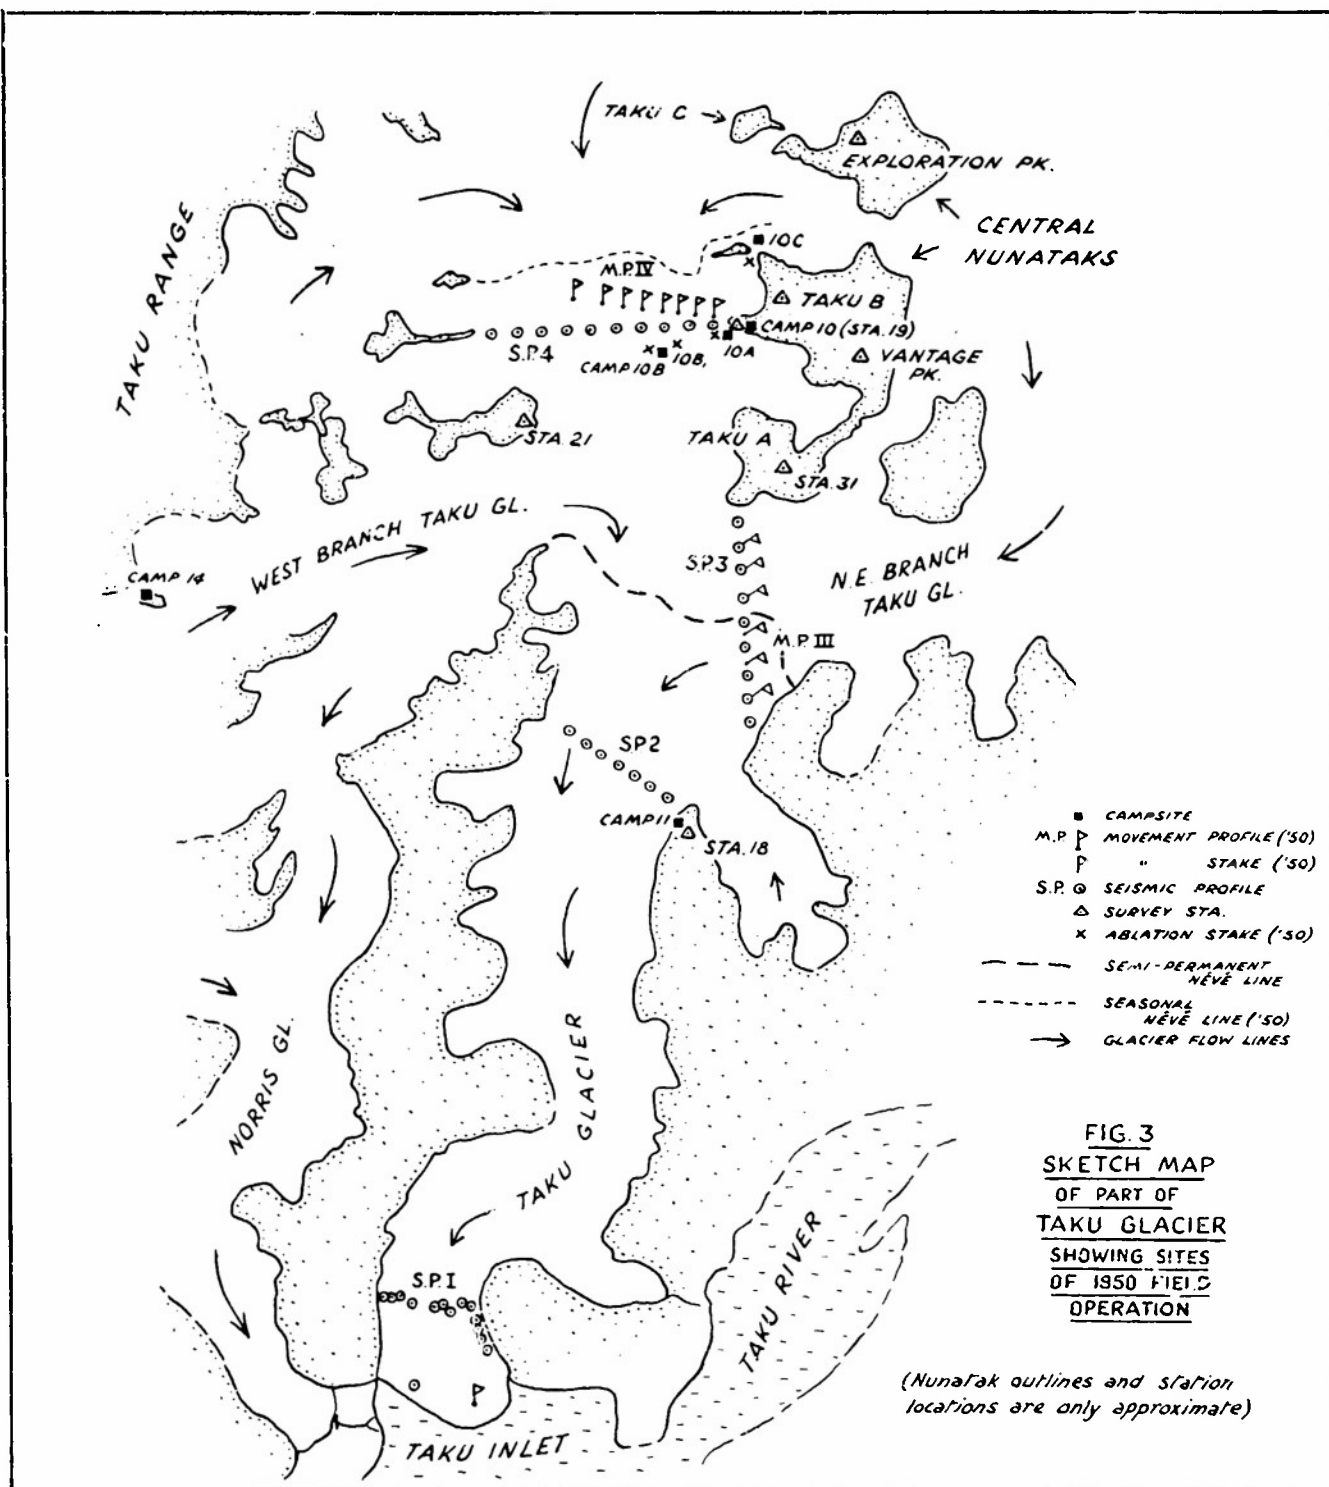 TAKU C
EXPLORATION PK.
CENTRAL
NUNATAKS
TAKU RANGE
10C
M.P. IV
TAKU B
CAMP 10 (STA. 19)
S.P.4
10A
10B,
CAMP 10B
VANTAGE
PK.
STA. 21
TAKU A
STA. 31
WEST BRANCH TAKU GL.
S.P.3
N.E. BRANCH
TAKU GL.
CAMP 14
M.P. III
SP2
CAMP 11
STA. 18
CAMPSITE
M.P. MOVEMENT PROFILE ('50)
" STAKE ('50)
S.P. SEISMIC PROFILE
SURVEY STA.
ABLATION STAKE ('50)
SEMI-PERMANENT
NÉVÉ LINE
SEASONAL
NÉVÉ LINE ('50)
GLACIER FLOW LINES
NORRIS GL.
TAKU GLACIER
S.P.I
TAKU RIVER
TAKU INLET
FIG. 3
SKETCH MAP
OF PART OF
TAKU GLACIER
SHOWING SITES
OF 1950 FIELD
OPERATION
(Nunatak outlines and station
locations are only approximate)